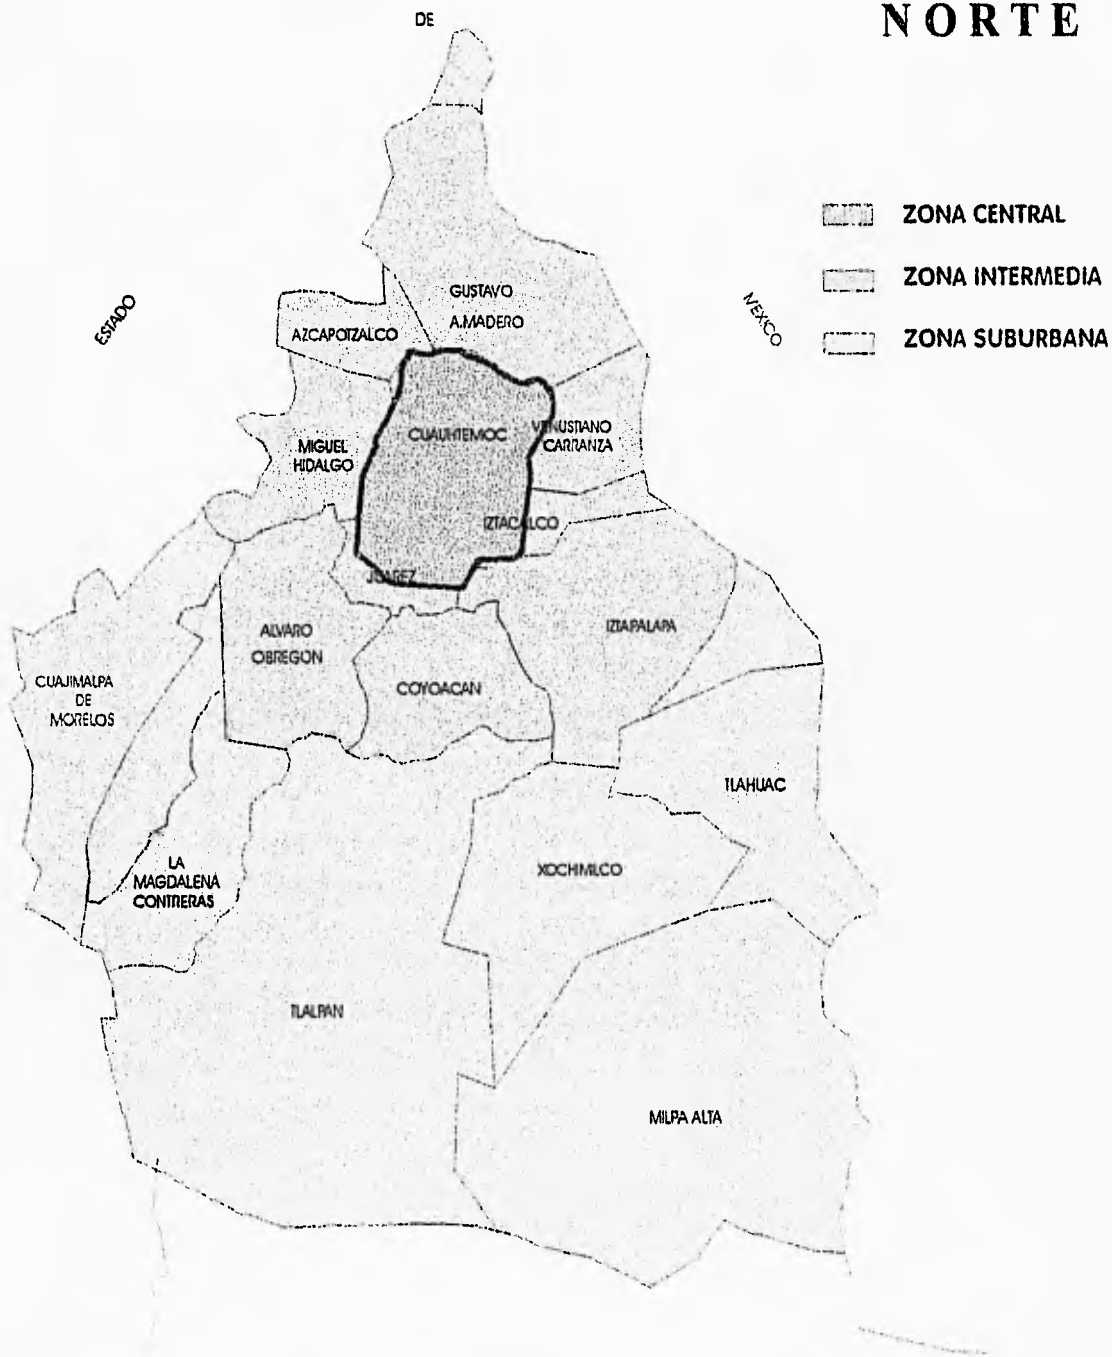 DE
NORTE
ZONA CENTRAL
ZONA INTERMEDIA
ZONA SUBURBANA
ESTADO
MEXICO
GUSTAVO
A.MADERO
AZCAPOTZALCO
CUAUHTEMOC
VENUSTIANO
CARRANZA
MIGUEL
HIDALGO
IZTACALCO
JUAREZ
ALVARO
OBREGON
IZTAPALAPA
COYOACAN
CUAJIMALPA
DE
MORELOS
TLAHUAC
LA
MAGDALENA
CONTRERAS
XOCHIMILCO
TLALPAN
MILPA ALTA